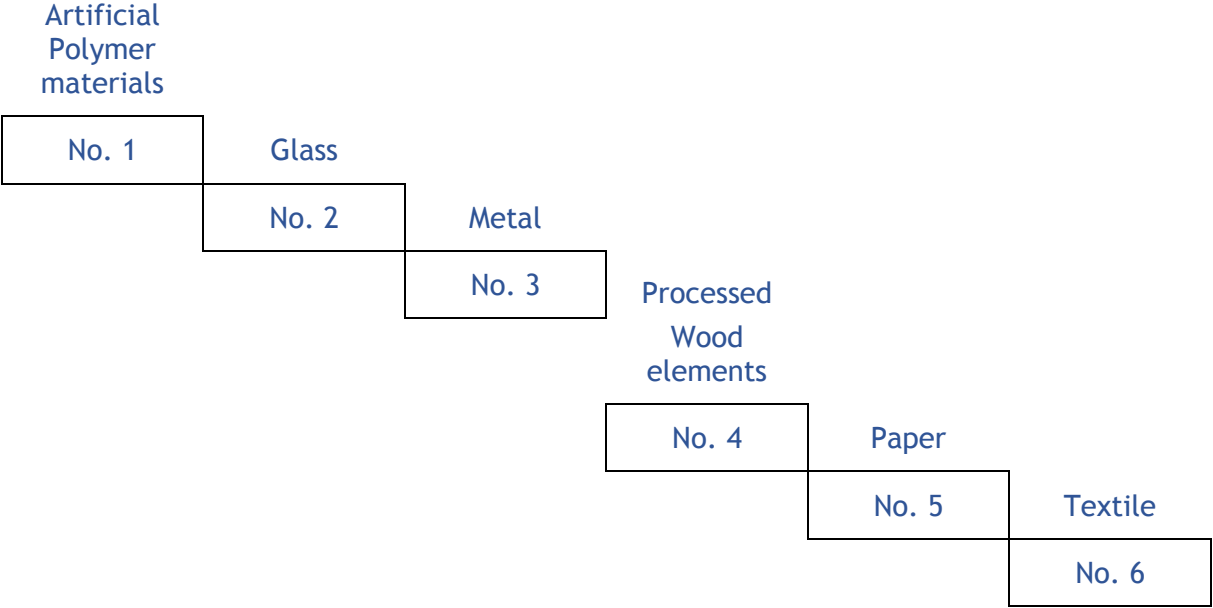 Artificial
Polymer
materials
No. 1
Glass
No. 2
Metal
No. 3
Processed
Wood
elements
No. 4
Paper
No. 5
Textile
No. 6